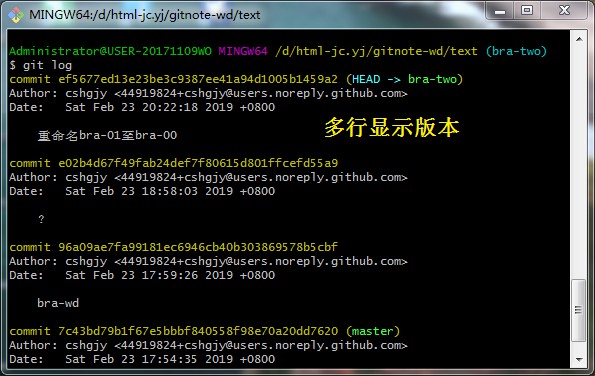 MINGW64:/d/html-jc.yj/gitnote-wd/text
Administrator@USER-20171109WO MINGW64 /d/html-jc.yj/gitnote-wd/text (bra-two)
$ git log
commit ef5677ed13e23be3c9387ee41a94d1005b1459a2 (HEAD -> bra-two)
Author: cshgjy <44919824+cshgjy@users.noreply.github.com>
Date:   Sat Feb 23 20:22:18 2019 +0800
多行显示版本
重命名bra-01至bra-00
commit e02b4d67f49fab24def7f80615d801ffcefd55a9
Author: cshgjy <44919824+cshgjy@users.noreply.github.com>
Date:   Sat Feb 23 18:58:03 2019 +0800
?
commit 96a09ae7fa99181ec6946cb40b303869578b5cbf
Author: cshgjy <44919824+cshgjy@users.noreply.github.com>
Date:   Sat Feb 23 17:59:26 2019 +0800
bra-wd
commit 7c43bd79b1f67e5bbbf840558f98e70a20dd7620 (master)
Author: cshgjy <44919824+cshgjy@users.noreply.github.com>
Date:   Sat Feb 23 17:54:35 2019 +0800